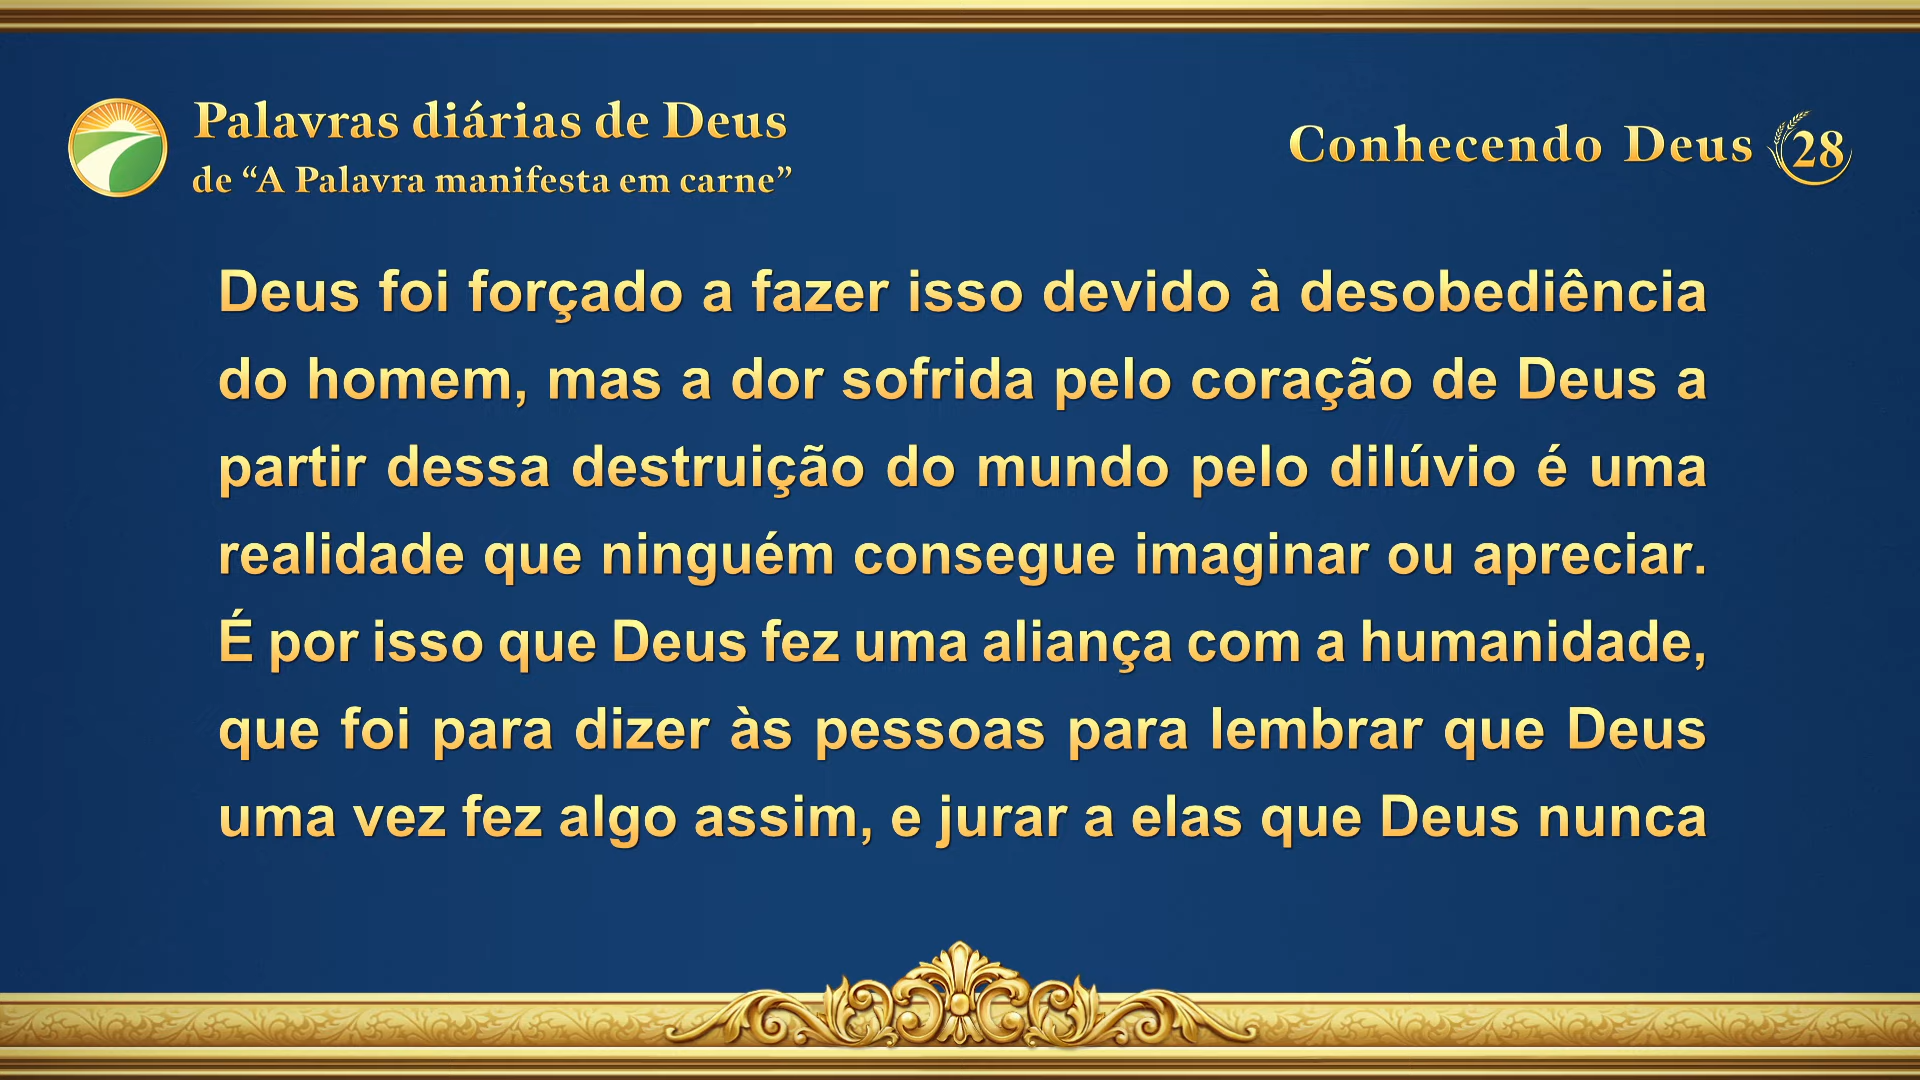 Palavras diárias de Deus
de “A Palavra manifesta em carne”
Conhecendo Deus 28
Deus foi forçado a fazer isso devido à desobediência
do homem, mas a dor sofrida pelo coração de Deus a
partir dessa destruição do mundo pelo dilúvio é uma
realidade que ninguém consegue imaginar ou apreciar.
É por isso que Deus fez uma aliança com a humanidade,
que foi para dizer às pessoas para lembrar que Deus
uma vez fez algo assim, e jurar a elas que Deus nunca